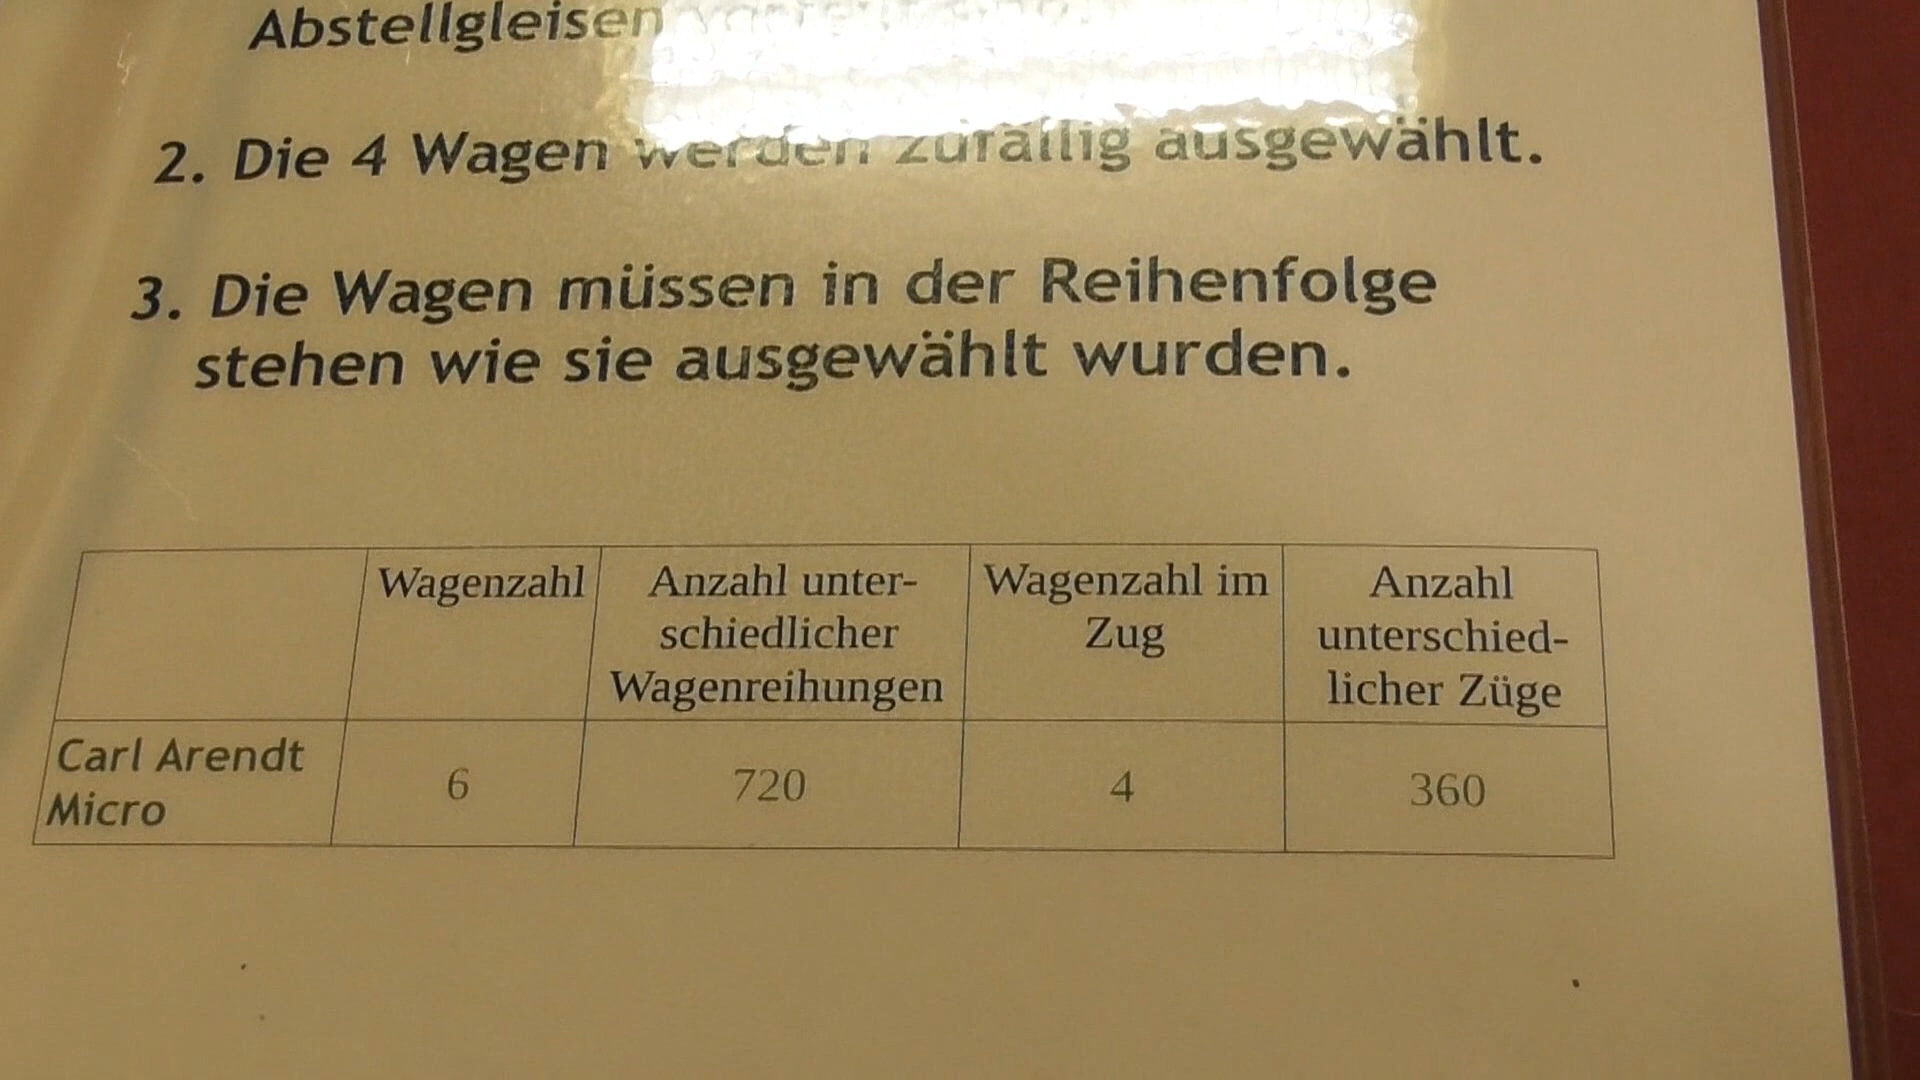 Abstellgleisen
2. Die 4 Wagen werden zufällig ausgewählt.
3. Die Wagen müssen in der Reihenfolge
stehen wie sie ausgewählt wurden.
Wagenzahl
Anzahl unter-
schiedlicher
Wagenreihungen
Wagenzahl im
Zug
Anzahl
unterschied-
licher Züge
Carl Arendt
Micro
6
720
4
360